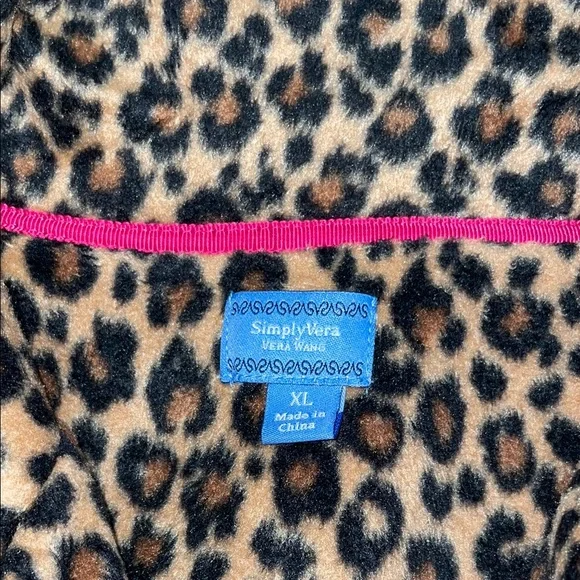 SimplyVera
VERA WANG
XL
Made in
China